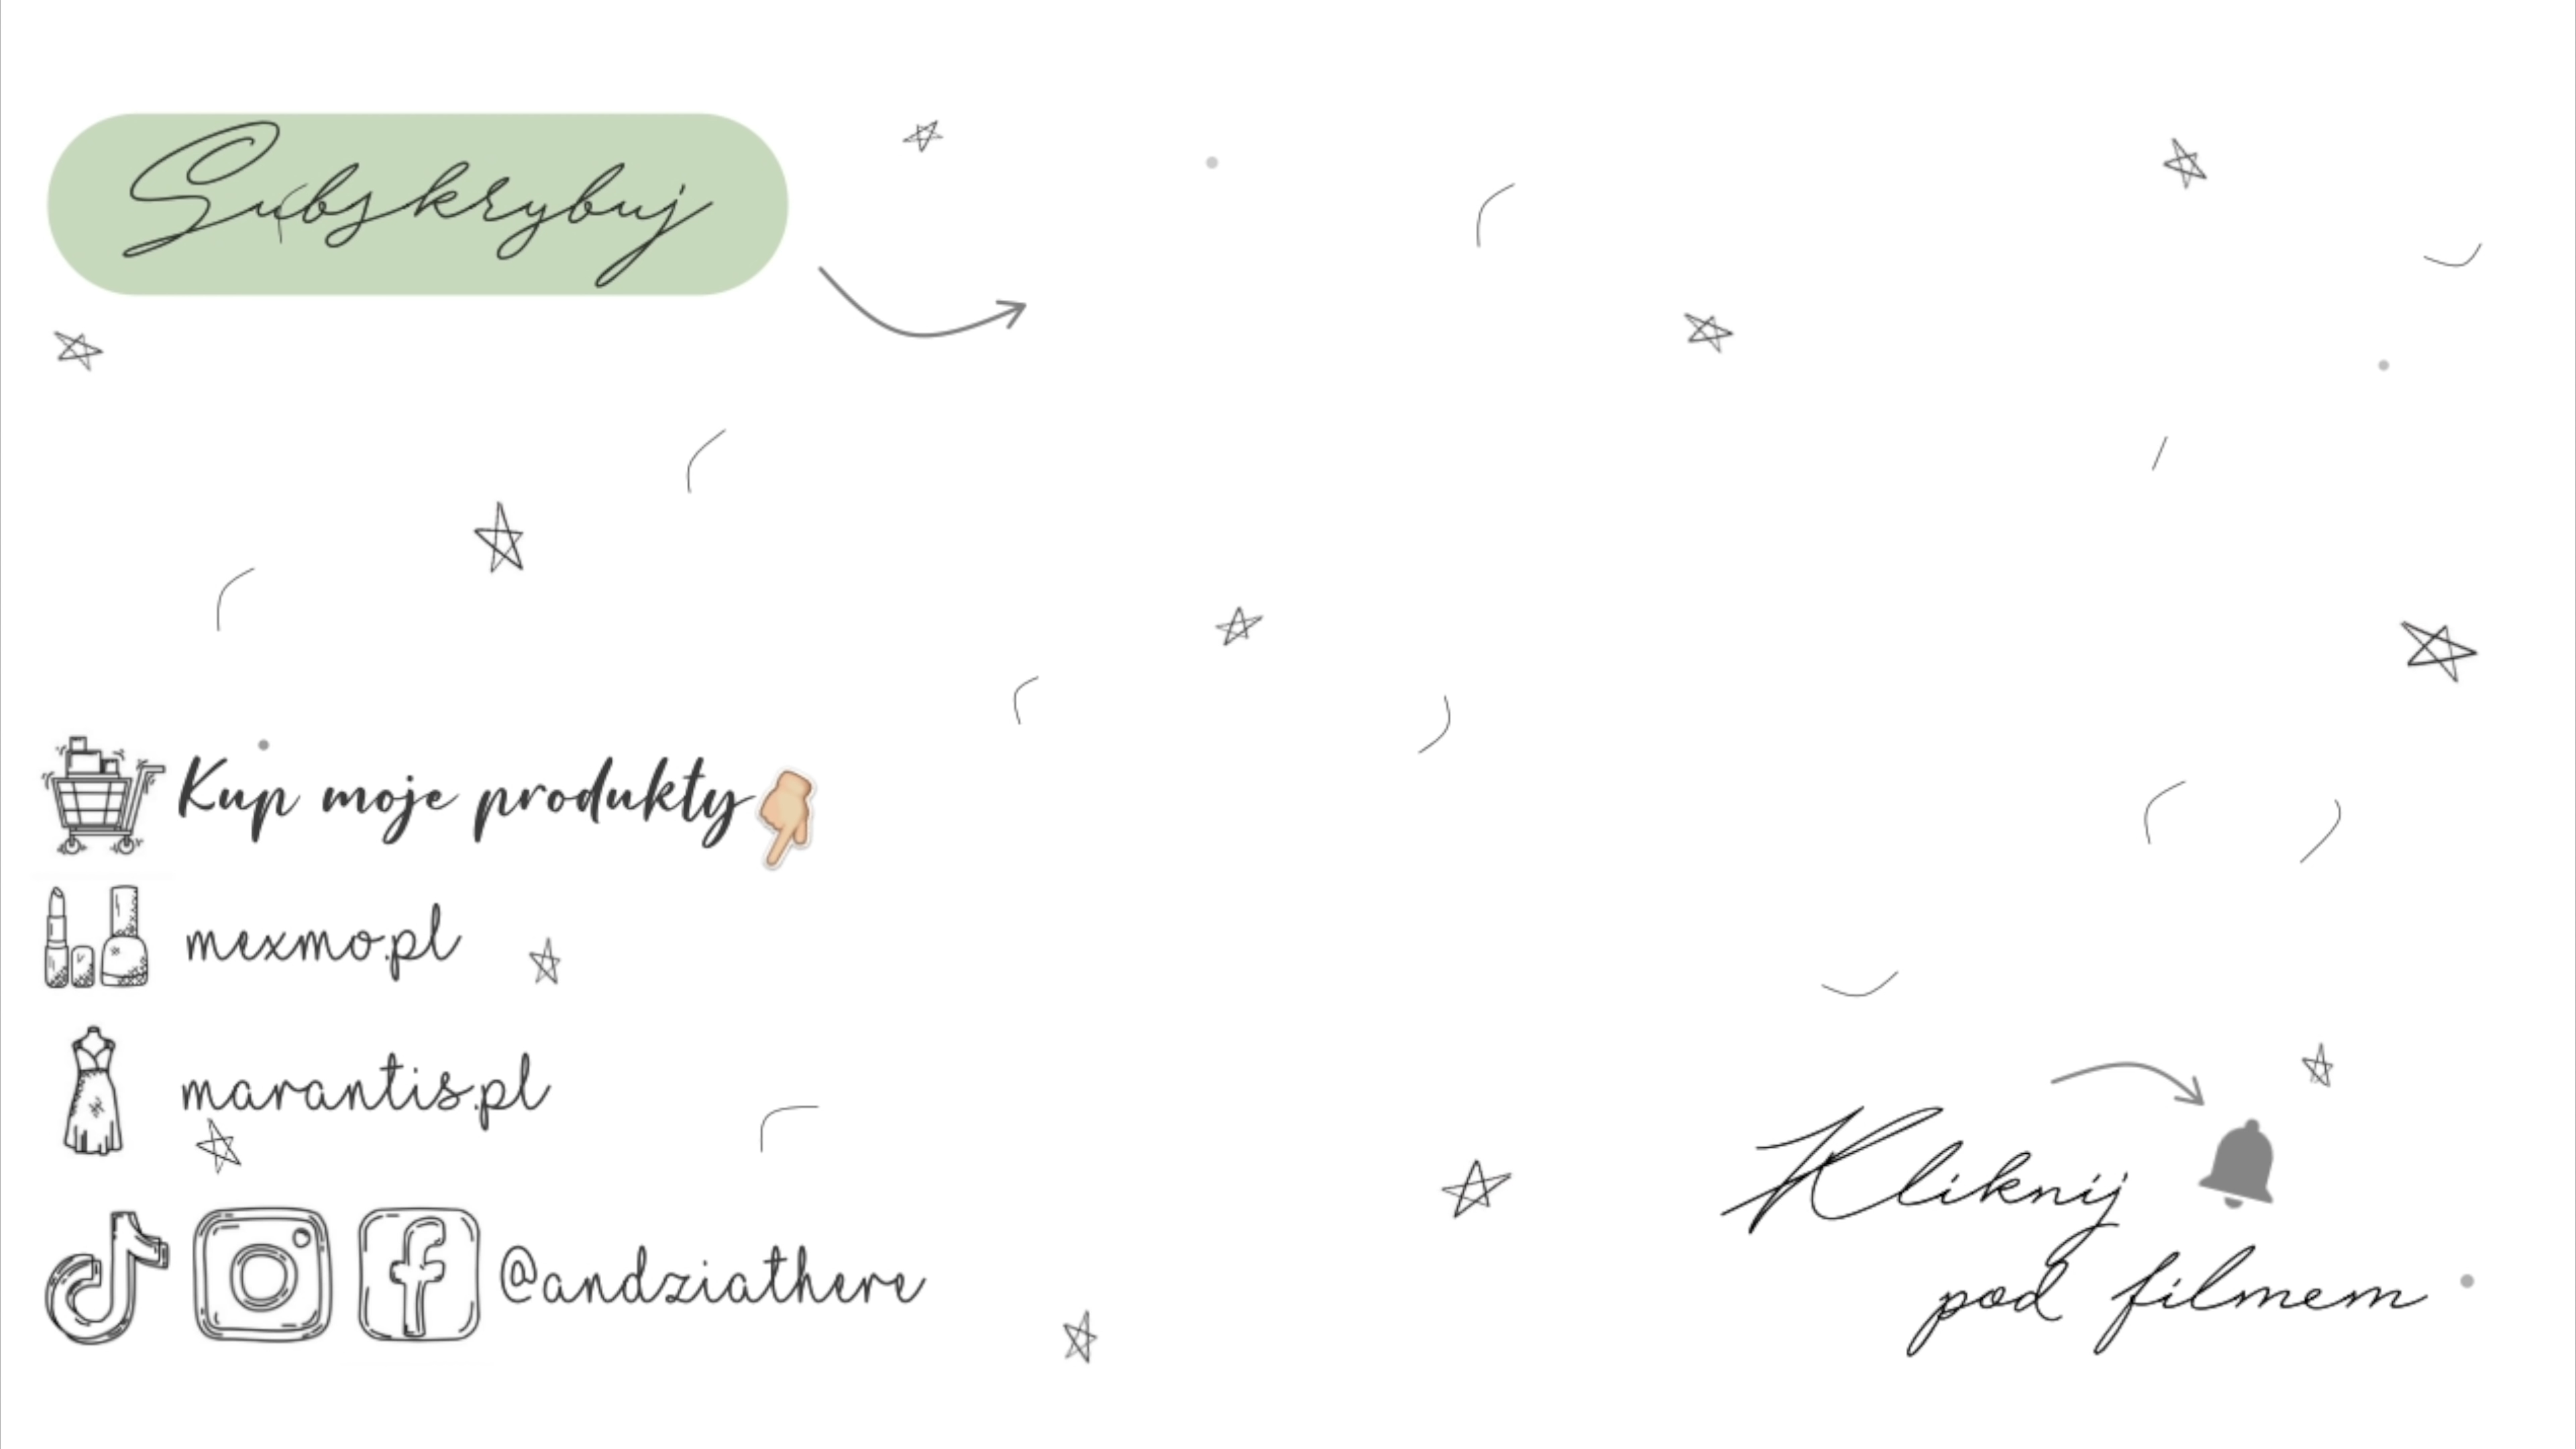 Subskrybuj
Kup moje produkty
mexmo.pl
marantis.pl
@andziathere
Kliknij
pod filmem